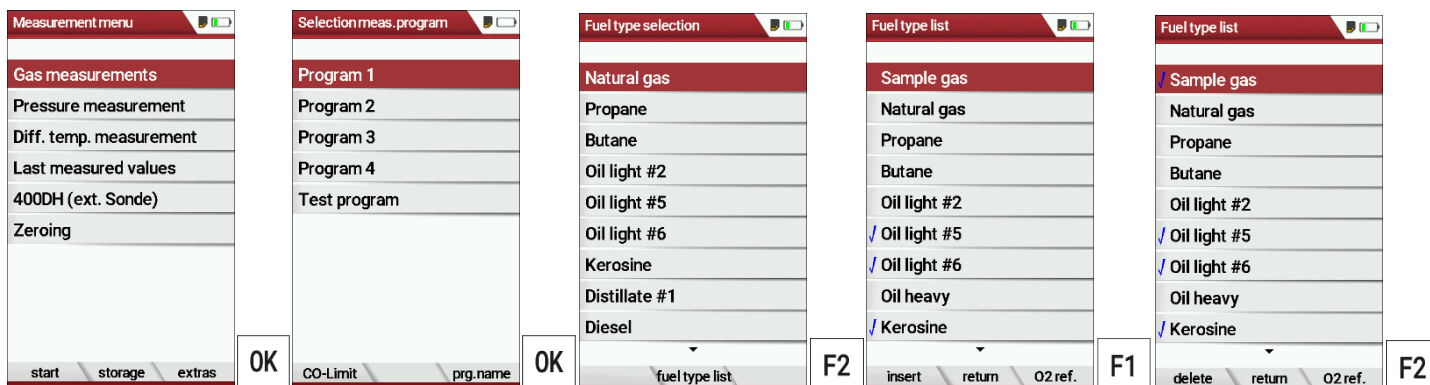 Measurement menu
Gas measurements
Pressure measurement
Diff. temp. measurement
Last measured values
400DH (ext. Sonde)
Zeroing
start storage extras
OK
Selection meas.program
Program 1
Program 2
Program 3
Program 4
Test program
CO-Limit prg.name
OK
Fuel type selection
Natural gas
Propane
Butane
Oil light #2
Oil light #5
Oil light #6
Kerosine
Distillate #1
Diesel
fuel type list
F2
Fuel type list
Sample gas
Natural gas
Propane
Butane
Oil light #2
Oil light #5
Oil light #6
Oil heavy
Kerosine
insert return O2 ref.
F1
Fuel type list
Sample gas
Natural gas
Propane
Butane
Oil light #2
Oil light #5
Oil light #6
Oil heavy
Kerosine
delete return O2 ref.
F2